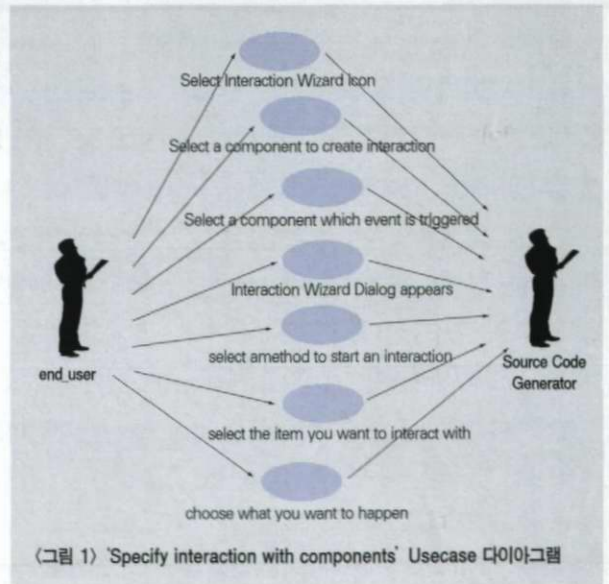 Select Interaction Wizard Icon
Select a component to create interaction
Select a component which event is triggered
Interaction Wizard Dialog appears
select amethod to start an interaction
end_user
Source Code
Generator
select the item you want to interact with
choose what you want to happen
〈그림 1〉 'Specify interaction with components' Usecase 다이아그램